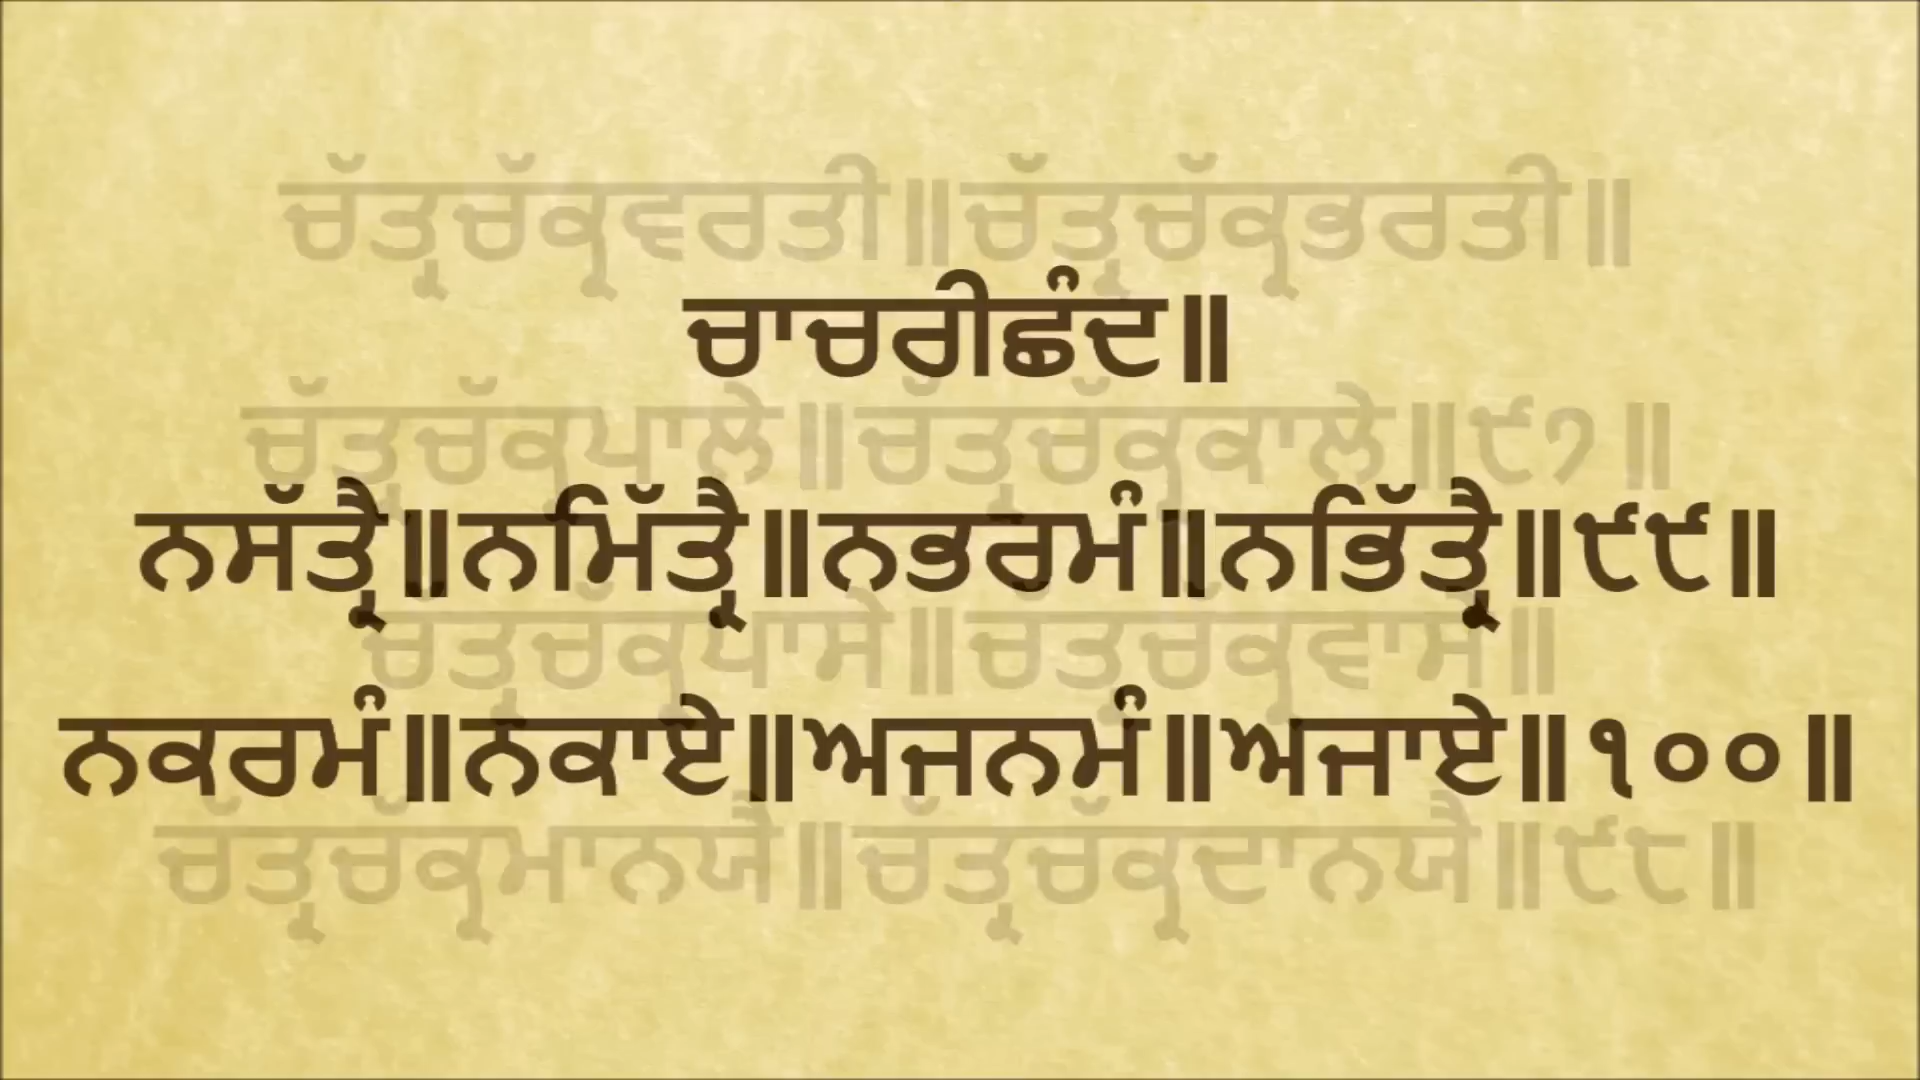 ਚੱਤ੍ਰਚੱਕ੍ਰਵਰਤੀ॥ਚੱਤ੍ਰਚੱਕ੍ਰਭਰਤੀ॥
ਚਾਚਰੀਛੰਦ॥
ਚੱਤ੍ਰਚੱਕ੍ਰਪਾਲੇ॥ਚੱਤ੍ਰਚੱਕ੍ਰਕਾਲੇ॥੯੭॥
ਨਸੱਤ੍ਰੈ॥ਨਮਿੱਤ੍ਰੈ॥ਨਭਰਮੰ॥ਨਭਿੱਤ੍ਰੈ॥੯੯॥
ਚੱਤ੍ਰਚੱਕ੍ਰਪਾਸੇ॥ਚੱਤ੍ਰਚੱਕ੍ਰਵਾਸੇ॥
ਨਕਰਮੰ॥ਨਕਾਏ॥ਅਜਨਮੰ॥ਅਜਾਏ॥੧੦੦॥
ਚੱਤ੍ਰਚੱਕ੍ਰਮਾਨਯੈ॥ਚੱਤ੍ਰਚੱਕ੍ਰਦਾਨਯੈ॥੯੮॥